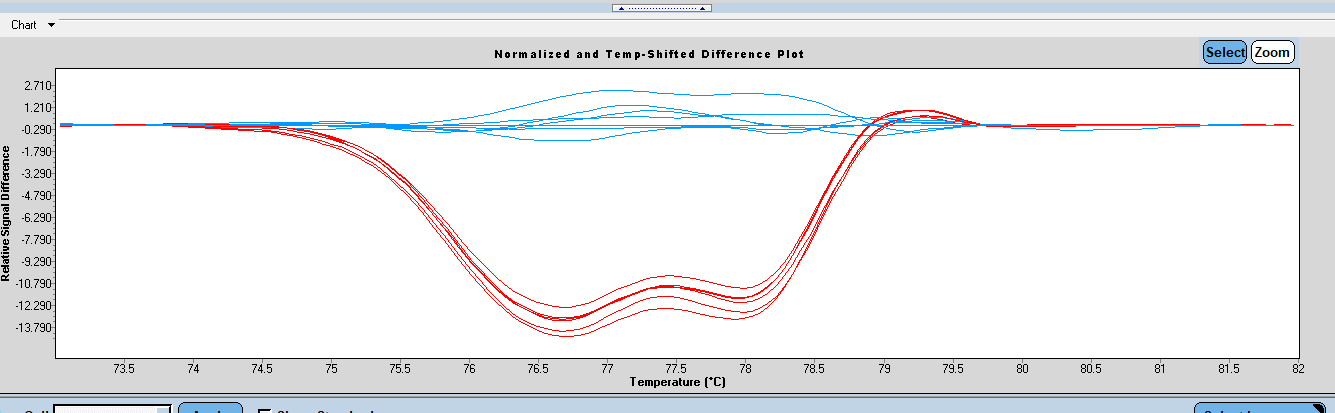 Chart
Normalized and Temp-Shifted Difference Plot
Select Zoom
Relative Signal Difference
2.710
1.210
-0.290
-1.790
-3.290
-4.790
-6.290
-7.790
-9.290
-10.790
-12.290
-13.790
73.5 74 74.5 75 75.5 76 76.5 77 77.5 78 78.5 79 79.5 80 80.5 81 81.5 82
Temperature (°C)